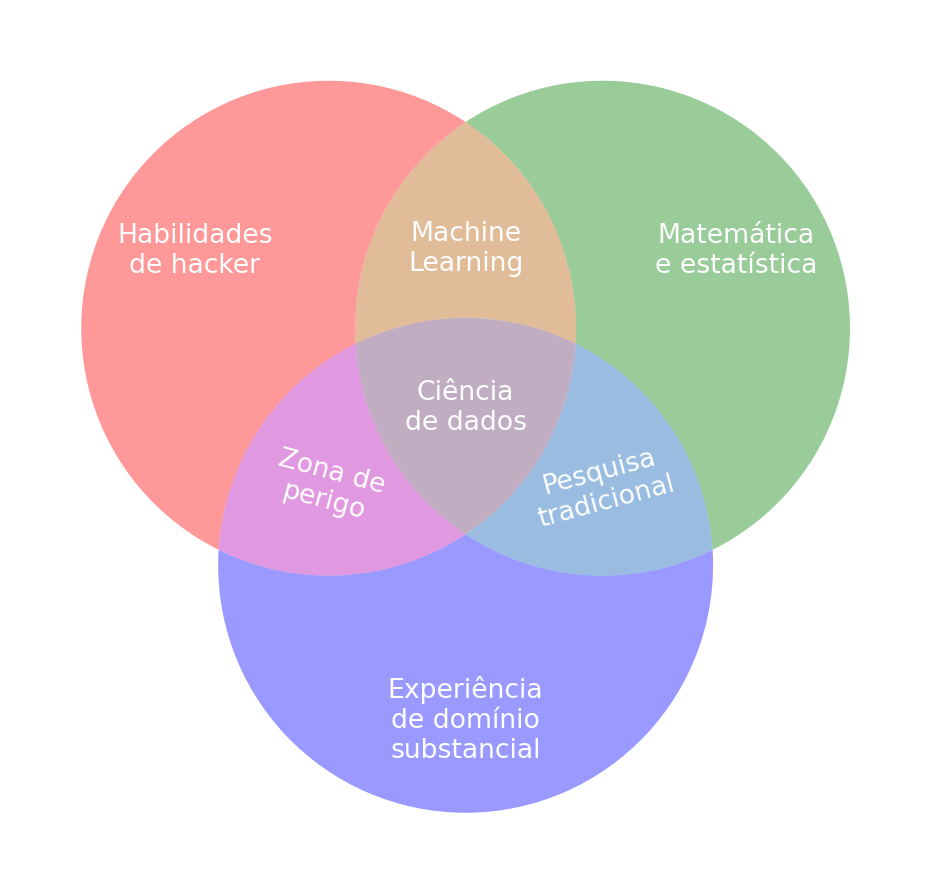 Habilidades
de hacker
Machine
Learning
Matemática
e estatística
Ciência
de dados
Zona de
perigo
Pesquisa
tradicional
Experiência
de domínio
substancial